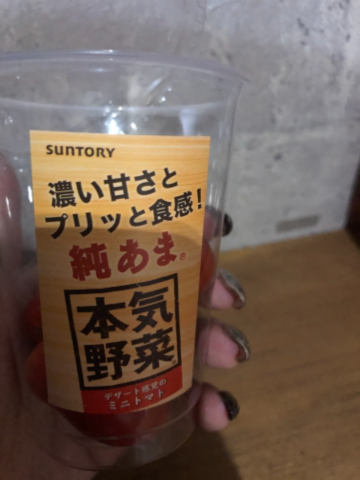 SUNTORY
濃い甘さと
プリッと食感！
純あま®
本気
野菜
デザート感覚の
ミニトマト